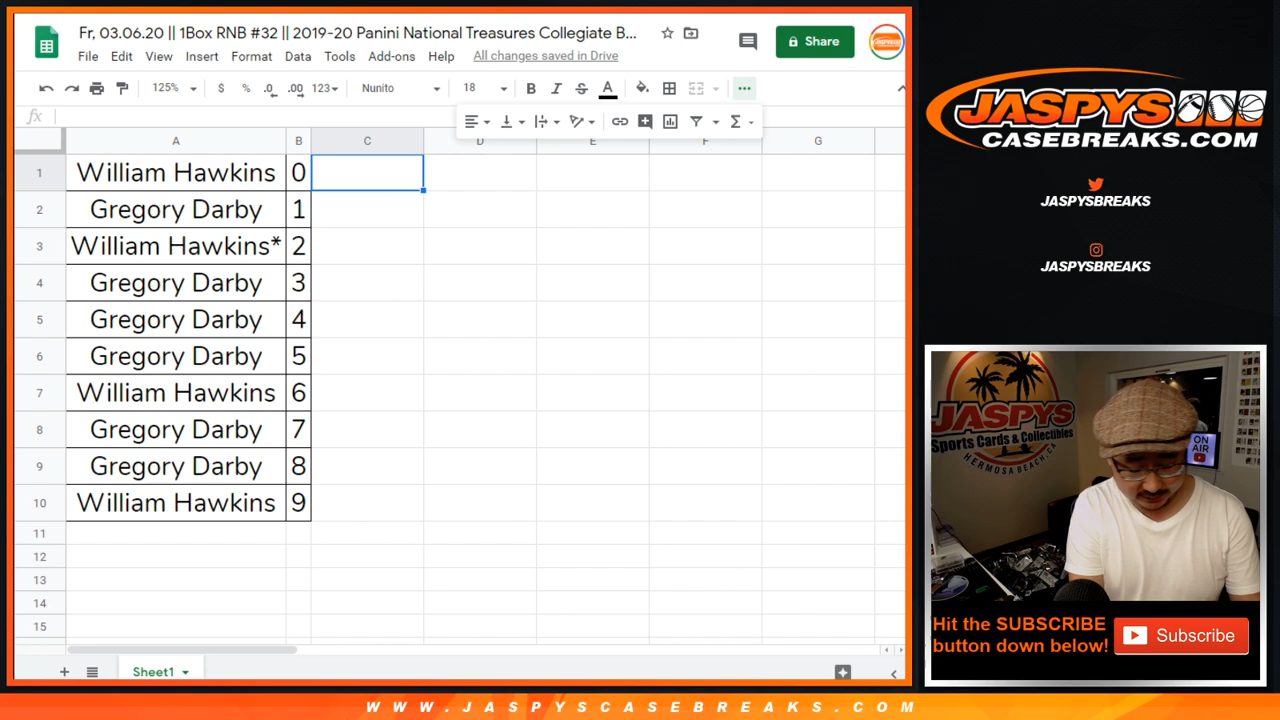 Fr, 03.06.20 || 1Box RNB #32 || 2019-20 Panini National Treasures Collegiate B...
Share
File Edit View Insert Format Data Tools Add-ons Help All changes saved in Drive
125% $ % .0 .00 123 Nunito 18 B I S A
fx
A B C D E F G
1 William Hawkins 0
2 Gregory Darby 1
3 William Hawkins* 2
4 Gregory Darby 3
5 Gregory Darby 4
6 Gregory Darby 5
7 William Hawkins 6
8 Gregory Darby 7
9 Gregory Darby 8
10 William Hawkins 9
11
12
13
14
15
Sheet1
JASPYS
CASEBREAKS.COM
JASPYSBREAKS
JASPYSBREAKS
JASPYS
Sports Cards & Collectibles
HERMOSA BEACH, CA
ON
AIR
Hit the SUBSCRIBE
button down below!
Subscribe
WWW.JASPYSCASEBREAKS.COM